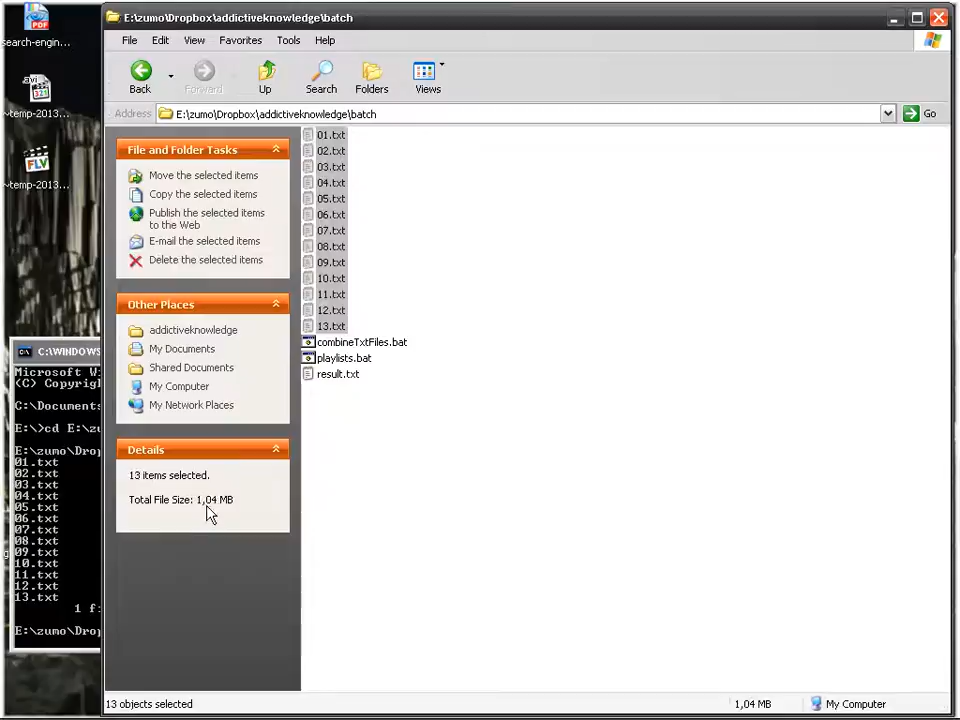 search-engin...
avi
321
~temp-2013...
FLV
~temp-2013...
E:\zumo\Dropbox\addictiveknowledge\batch
File Edit View Favorites Tools Help
Back Forward Up Search Folders Views
Address E:\zumo\Dropbox\addictiveknowledge\batch Go
File and Folder Tasks
Move the selected items
Copy the selected items
Publish the selected items
to the Web
E-mail the selected items
Delete the selected items
Other Places
addictiveknowledge
My Documents
Shared Documents
My Computer
My Network Places
Details
13 items selected.
Total File Size: 1,04 MB
01.txt
02.txt
03.txt
04.txt
05.txt
06.txt
07.txt
08.txt
09.txt
10.txt
11.txt
12.txt
13.txt
combineTxtFiles.bat
playlists.bat
result.txt
C:\WINDOWS
Microsoft W
(C) Copyrig
C:\Documents
E:\>cd E:\zu
E:\zumo\Drop
01.txt
02.txt
03.txt
04.txt
05.txt
06.txt
07.txt
08.txt
09.txt
10.txt
11.txt
12.txt
13.txt
1 f
E:\zumo\Drop
13 objects selected 1,04 MB My Computer